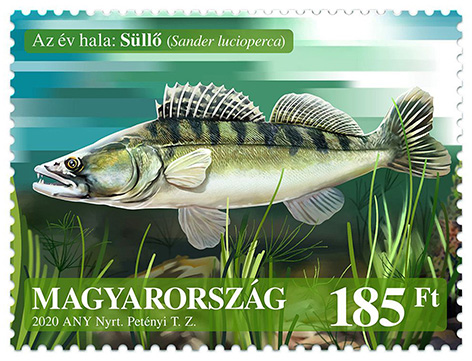 Az év hala: Süllő (Sander lucioperca)
MAGYARORSZÁG
185 Ft
2020 ANY Nyrt. Petényi T. Z.